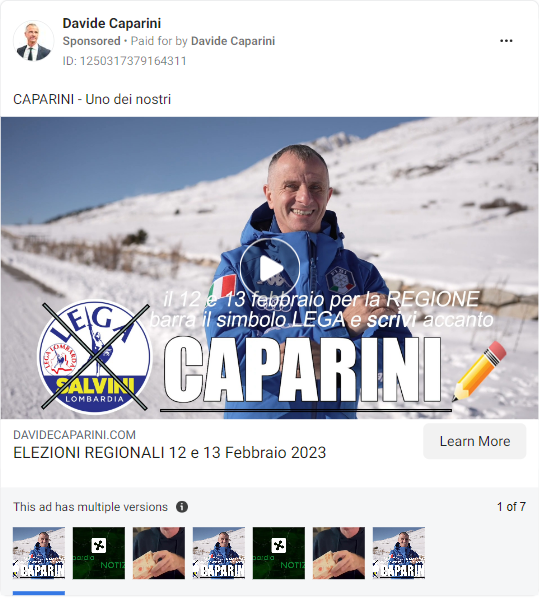 Davide Caparini
Sponsored • Paid for by Davide Caparini
ID: 1250317379164311
CAPARINI - Uno dei nostri
il 12 e 13 febbraio per la REGIONE
barra il simbolo LEGA e scrivi accanto
LEGA
LEGA LOMBARDA
SALVINI
LOMBARDIA
CAPARINI
DAVIDECAPARINI.COM
ELEZIONI REGIONALI 12 e 13 Febbraio 2023
Learn More
This ad has multiple versions
1 of 7
CAPARINI
NOTIZ
CAPARINI
NOTIZ
CAPARINI